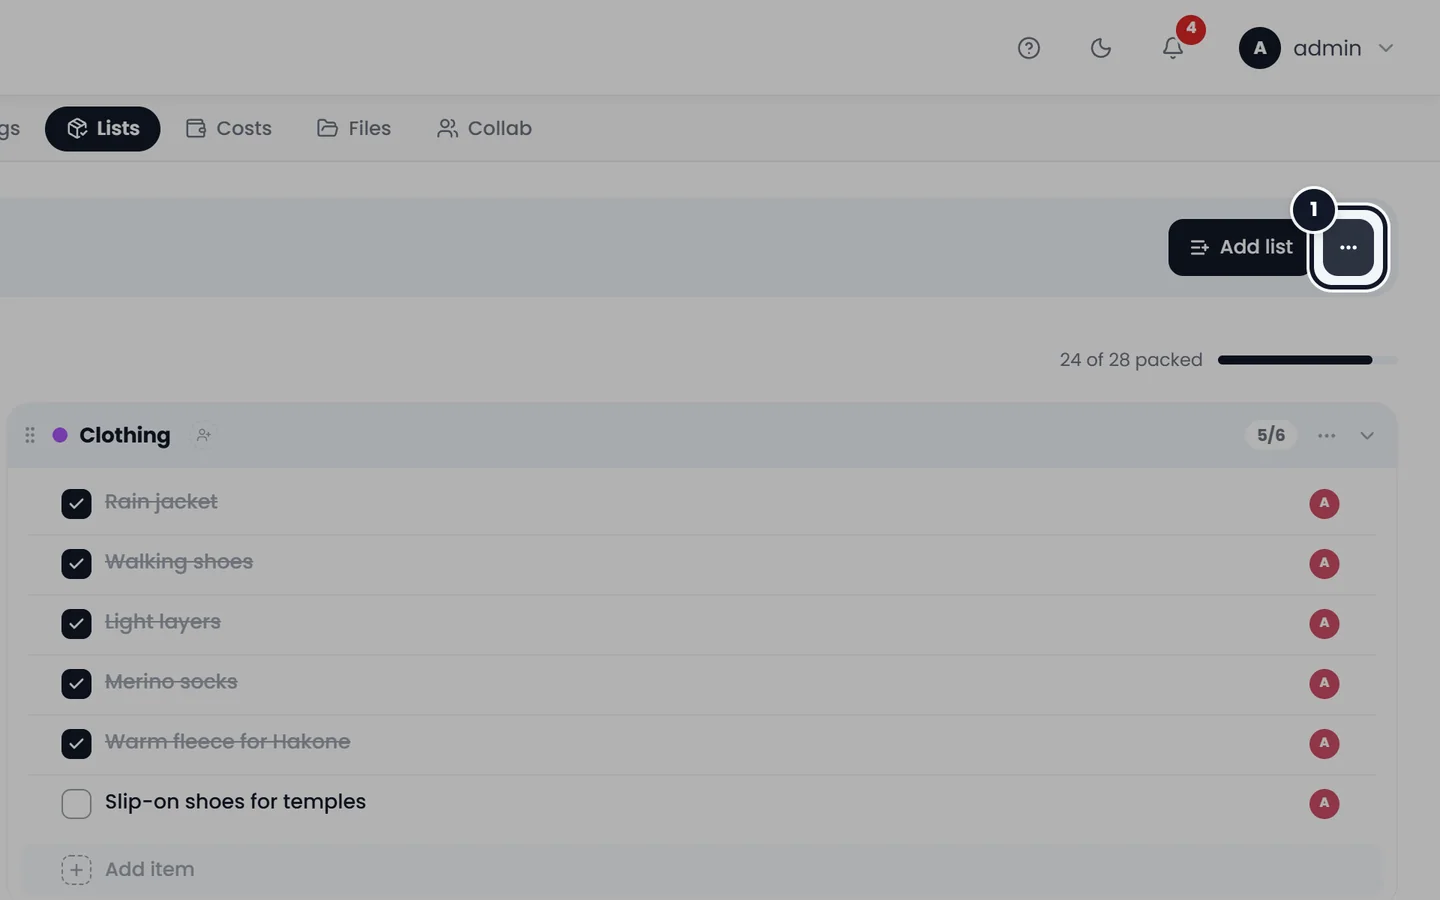 4
A admin
gs Lists Costs Files Collab
1
Add list
24 of 28 packed
Clothing 5/6
Rain jacket A
Walking shoes A
Light layers A
Merino socks A
Warm fleece for Hakone A
Slip-on shoes for temples A
Add item